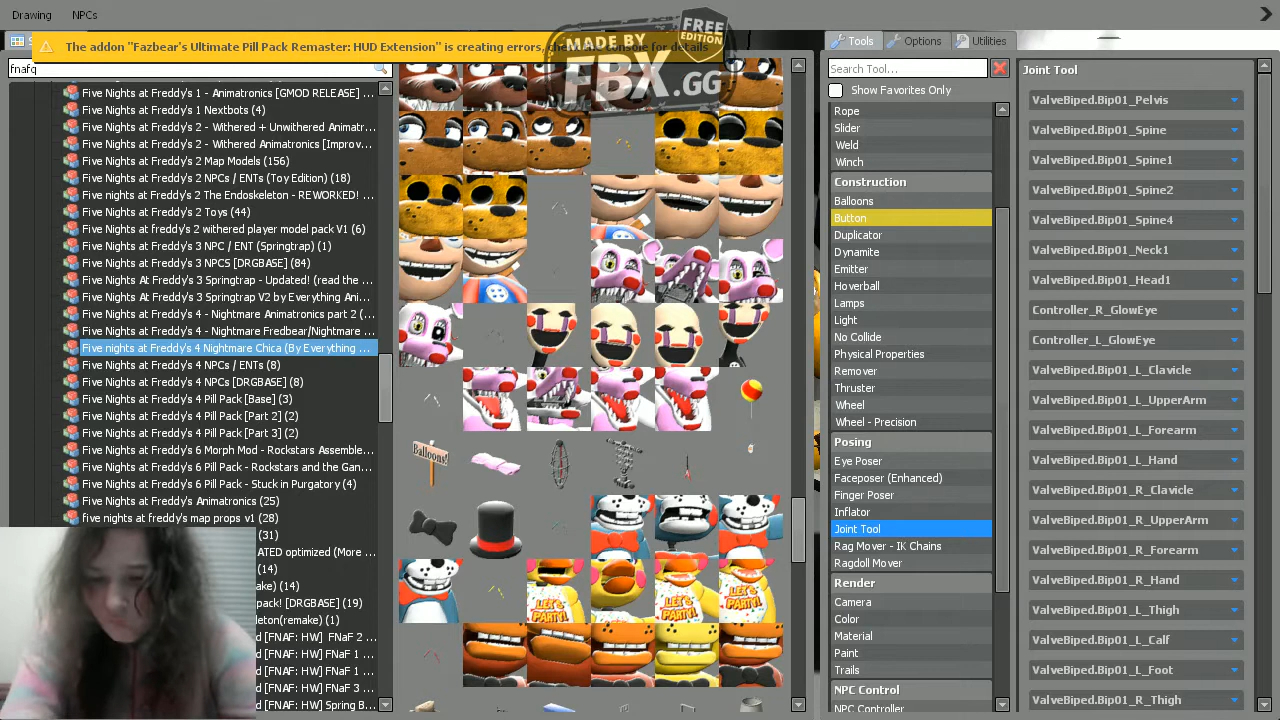 Drawing NPCs
The addon "Fazbear's Ultimate Pill Pack Remaster: HUD Extension" is creating errors, check the console for details
MADE BY
FREE
EDITION
FBX.GG
fnafq
Five Nights at Freddy's 1 - Animatronics [GMOD RELEASE] ...
Five Nights at Freddy's 1 Nextbots (4)
Five Nights at Freddy's 2 - Withered + Unwithered Animatr...
Five Nights at Freddy's 2 - Withered Animatronics [Improv...
Five Nights at Freddy's 2 Map Models (156)
Five Nights at Freddy's 2 NPCs / ENTs (Toy Edition) (18)
Five Nights at Freddy's 2 The Endoskeleton - REWORKED! ...
Five Nights at Freddy's 2 Toys (44)
Five Nights at freddy's 2 withered player model pack V1 (6)
Five Nights at Freddy's 3 NPC / ENT (Springtrap) (1)
Five Nights at Freddy's 3 NPCS [DRGBASE] (84)
Five Nights At Freddy's 3 Springtrap - Updated! (read the ...
Five Nights At Freddy's 3 Springtrap V2 by Everything Ani...
Five Nights at Freddy's 4 - Nightmare Animatronics part 2 (...
Five Nights at Freddy's 4 - Nightmare Fredbear/Nightmare ...
Five nights at Freddy's 4 Nightmare Chica (By Everything ...
Five Nights at Freddy's 4 NPCs / ENTs (8)
Five Nights at Freddy's 4 NPCs [DRGBASE] (8)
Five Nights at Freddy's 4 Pill Pack [Base] (3)
Five Nights at Freddy's 4 Pill Pack [Part 2] (2)
Five Nights at Freddy's 4 Pill Pack [Part 3] (2)
Five Nights at Freddy's 6 Morph Mod - Rockstars Assemble...
Five Nights at Freddy's 6 Pill Pack - Rockstars and the Gan...
Five Nights at Freddy's 6 Pill Pack - Stuck in Purgatory (4)
Five Nights at Freddy's Animatronics (25)
five nights at freddy's map props v1 (28)
(31)
ATED optimized (More ...
(14)
ake) (14)
pack! [DRGBASE] (19)
leton(remake) (1)
d [FNAF: HW] FNaF 2 ...
d [FNAF: HW] FNaF 1 ...
d [FNAF: HW] FNaF 1 ...
d [FNAF: HW] FNaF 3 ...
d [FNAF: HW] Spring B...
Balloons!
LET'S PARTY!
LET'S PARTY!
LET'S PARTY!
LET'S PARTY!
Tools Options Utilities
Search Tool...
Show Favorites Only
Rope
Slider
Weld
Winch
Construction
Balloons
Button
Duplicator
Dynamite
Emitter
Hoverball
Lamps
Light
No Collide
Physical Properties
Remover
Thruster
Wheel
Wheel - Precision
Posing
Eye Poser
Faceposer (Enhanced)
Finger Poser
Inflator
Joint Tool
Rag Mover - IK Chains
Ragdoll Mover
Render
Camera
Color
Material
Paint
Trails
NPC Control
NPC Controller
Joint Tool
ValveBiped.Bip01_Pelvis
ValveBiped.Bip01_Spine
ValveBiped.Bip01_Spine1
ValveBiped.Bip01_Spine2
ValveBiped.Bip01_Spine4
ValveBiped.Bip01_Neck1
ValveBiped.Bip01_Head1
Controller_R_GlowEye
Controller_L_GlowEye
ValveBiped.Bip01_L_Clavicle
ValveBiped.Bip01_L_UpperArm
ValveBiped.Bip01_L_Forearm
ValveBiped.Bip01_L_Hand
ValveBiped.Bip01_R_Clavicle
ValveBiped.Bip01_R_UpperArm
ValveBiped.Bip01_R_Forearm
ValveBiped.Bip01_R_Hand
ValveBiped.Bip01_L_Thigh
ValveBiped.Bip01_L_Calf
ValveBiped.Bip01_L_Foot
ValveBiped.Bip01_R_Thigh